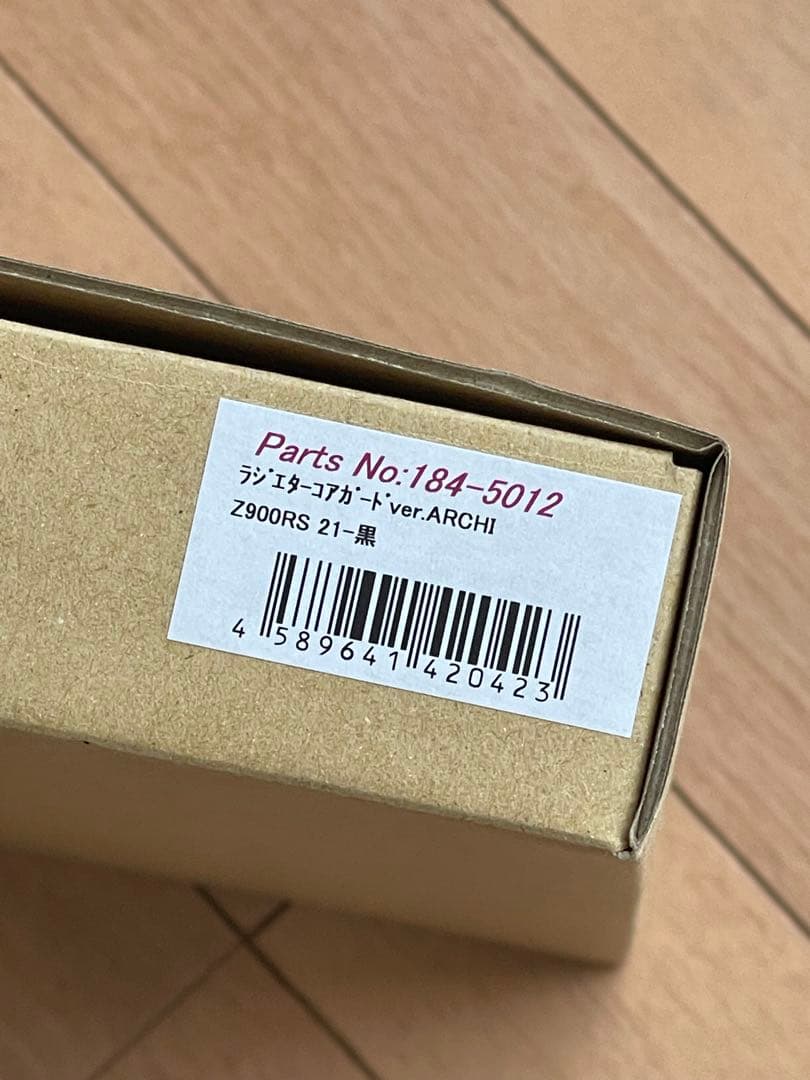 Parts No:184-5012
ﾗｼﾞｴﾀｰｺｱｶﾞｰﾄﾞver.ARCHI
Z900RS 21-黒
4 589641 420423